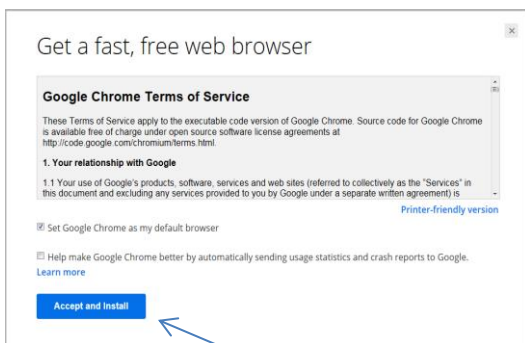 Get a fast, free web browser
Google Chrome Terms of Service
These Terms of Service apply to the executable code version of Google Chrome. Source code for Google Chrome
is available free of charge under open source software license agreements at
http://code.google.com/chromium/terms.html.
1. Your relationship with Google
1.1 Your use of Google's products, software, services and web sites (referred to collectively as the "Services" in
this document and excluding any services provided to you by Google under a separate written agreement) is
Printer-friendly version
Set Google Chrome as my default browser
Help make Google Chrome better by automatically sending usage statistics and crash reports to Google.
Learn more
Accept and Install